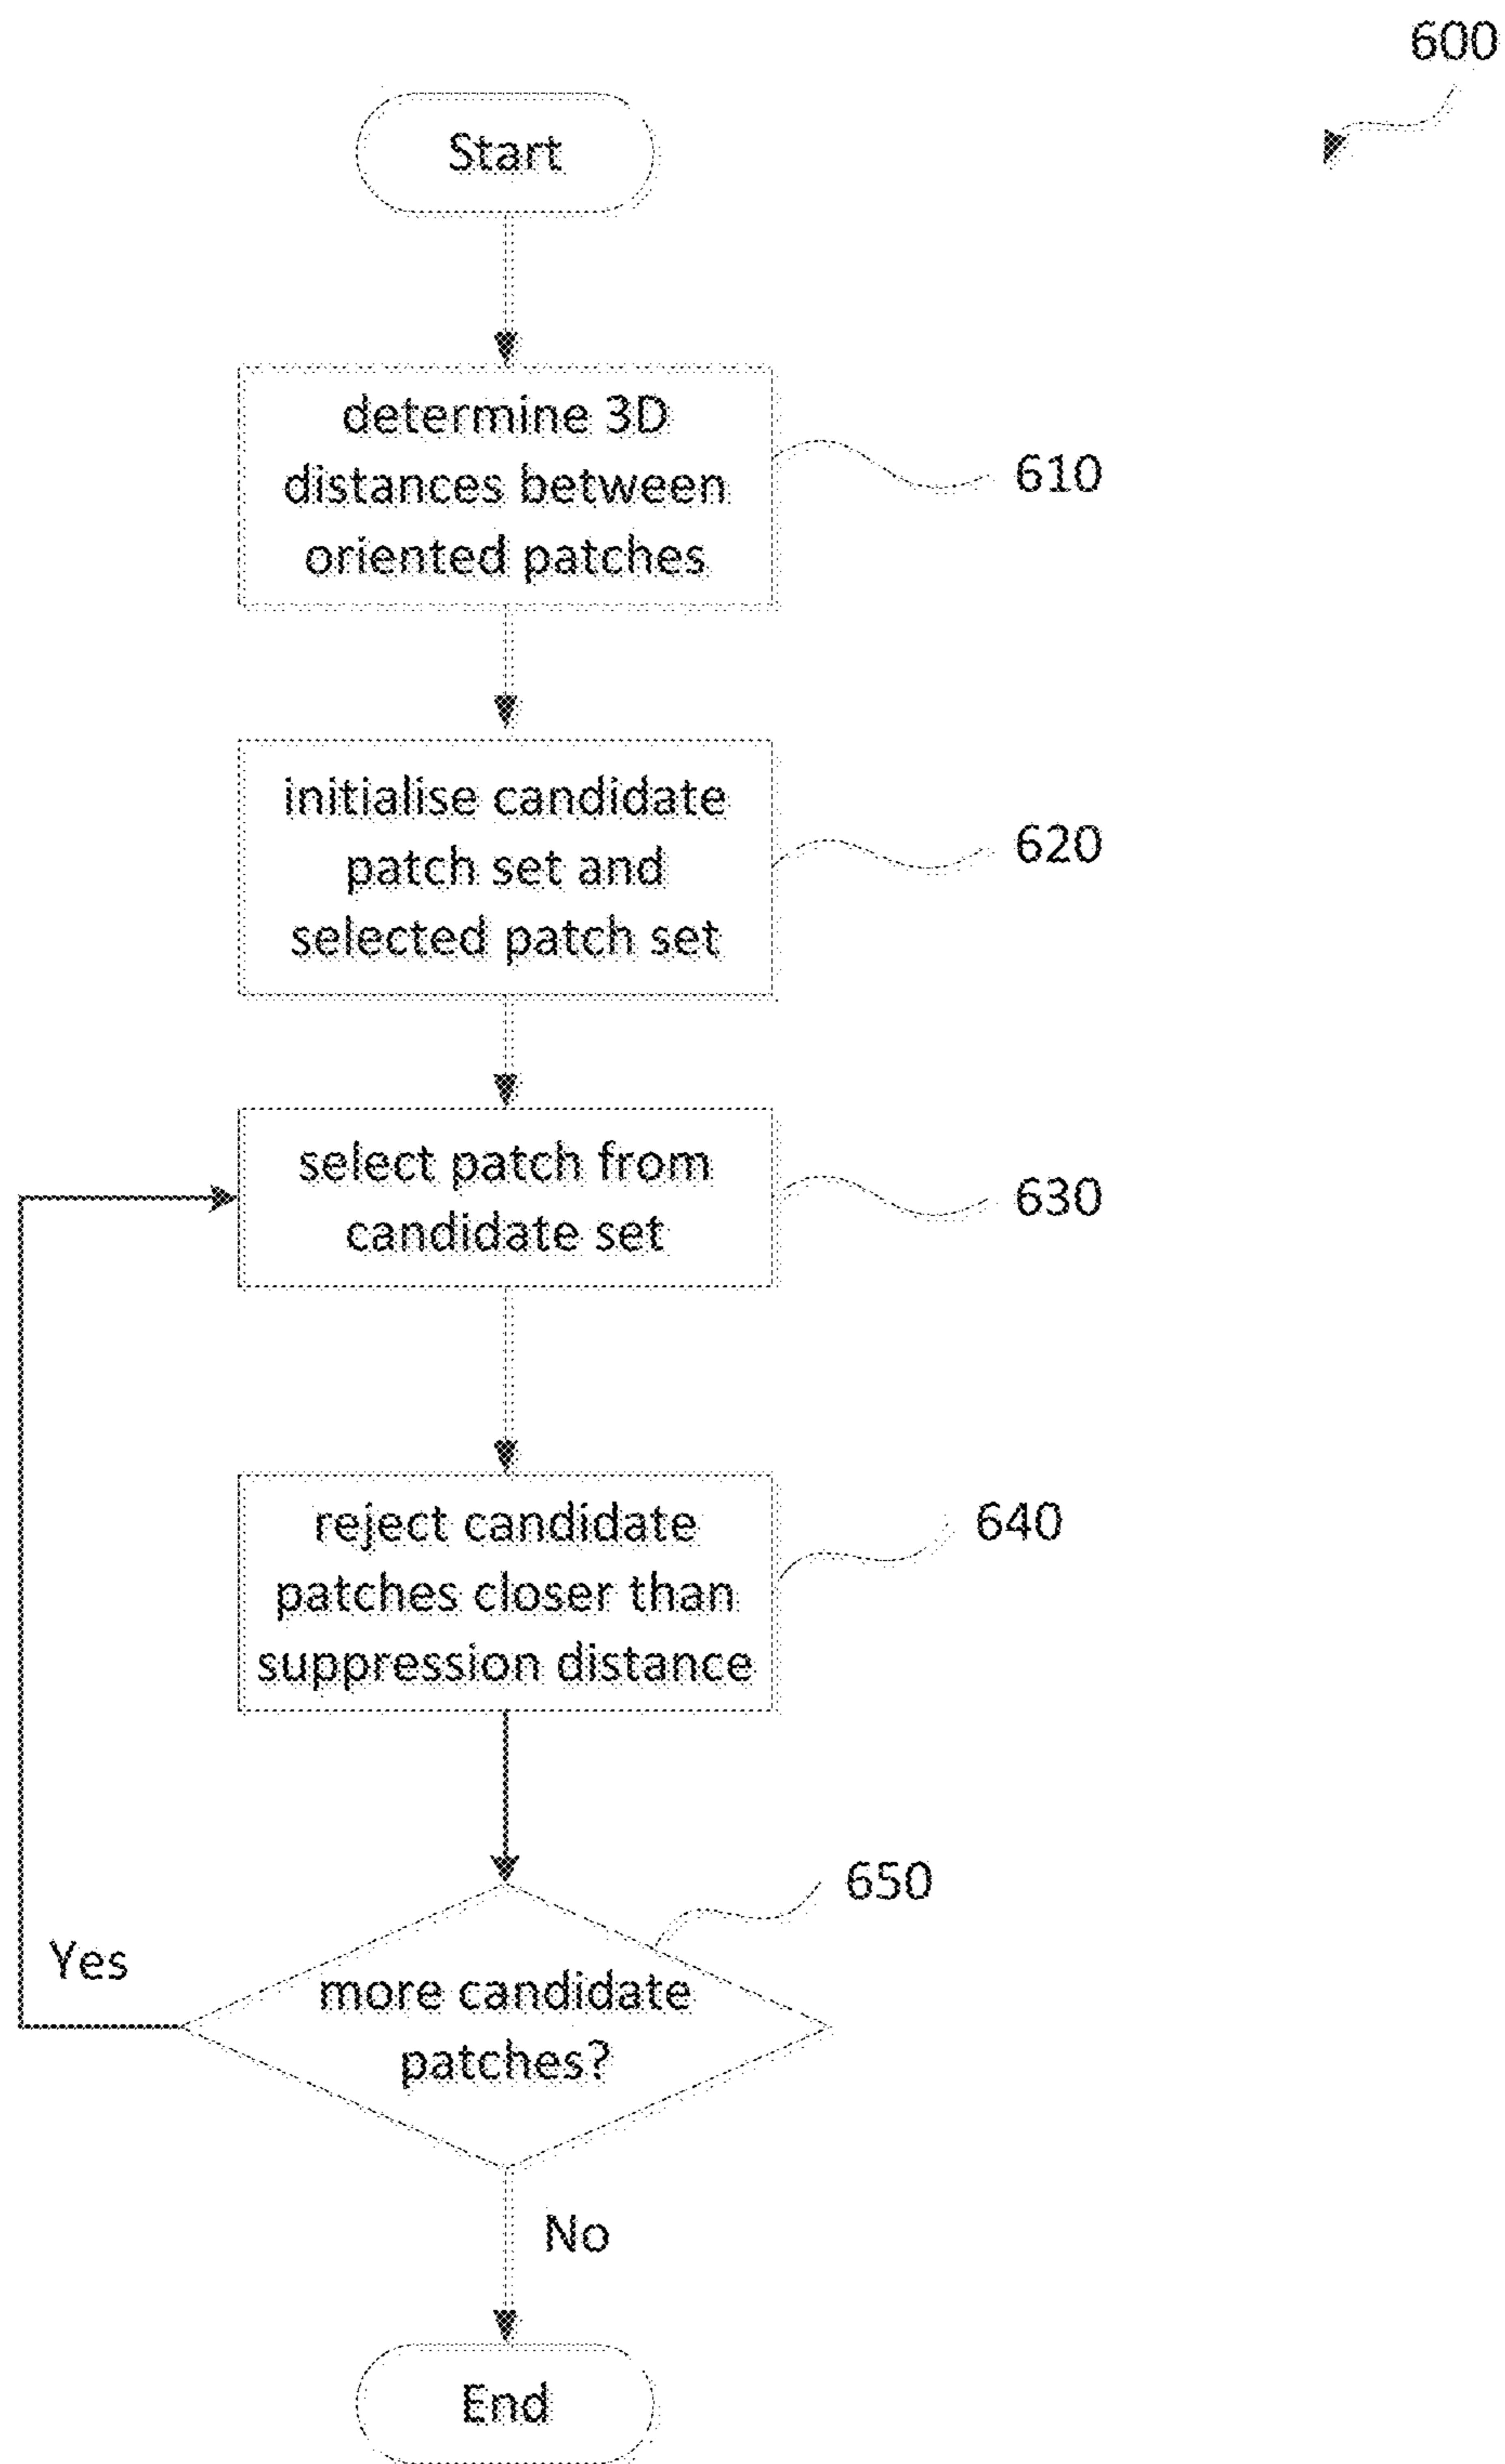 600
Start
determine 3D
distances between
oriented patches
610
initialise candidate
patch set and
selected patch set
620
select patch from
candidate set
630
reject candidate
patches closer than
suppression distance
640
650
more candidate
patches?
Yes
No
End